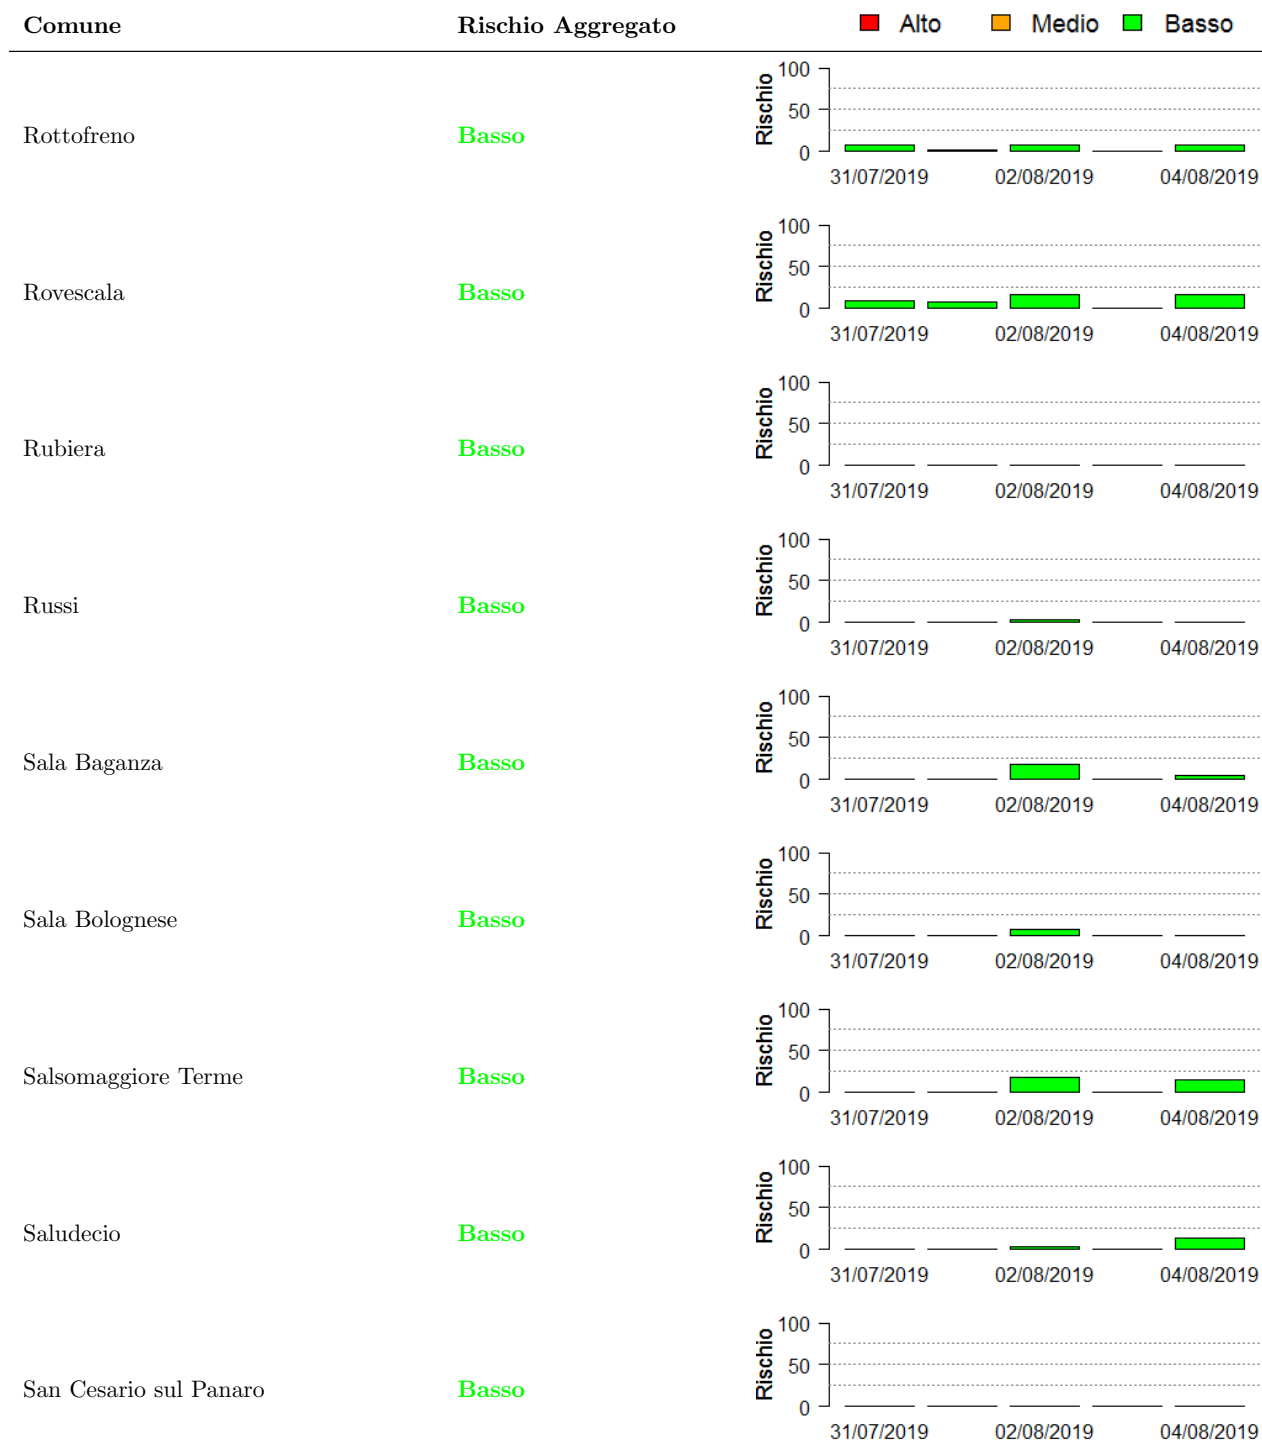 Comune Rischio Aggregato Alto Medio Basso
Rottofreno Basso
Rischio
100
50
0
31/07/2019 02/08/2019 04/08/2019
Rovescala Basso
Rischio
100
50
0
31/07/2019 02/08/2019 04/08/2019
Rubiera Basso
Rischio
100
50
0
31/07/2019 02/08/2019 04/08/2019
Russi Basso
Rischio
100
50
0
31/07/2019 02/08/2019 04/08/2019
Sala Baganza Basso
Rischio
100
50
0
31/07/2019 02/08/2019 04/08/2019
Sala Bolognese Basso
Rischio
100
50
0
31/07/2019 02/08/2019 04/08/2019
Salsomaggiore Terme Basso
Rischio
100
50
0
31/07/2019 02/08/2019 04/08/2019
Saludecio Basso
Rischio
100
50
0
31/07/2019 02/08/2019 04/08/2019
San Cesario sul Panaro Basso
Rischio
100
50
0
31/07/2019 02/08/2019 04/08/2019